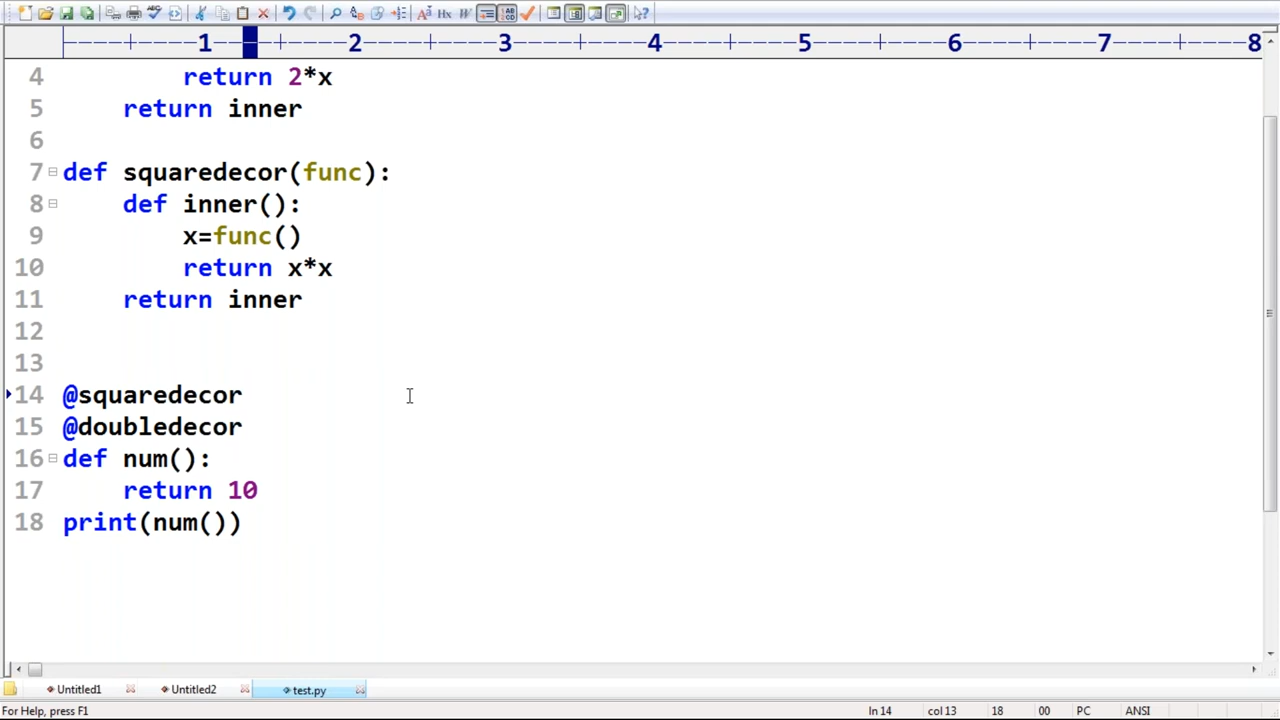 1 2 3 4 5 6 7 8
4 return 2*x
5 return inner
6
7 def squaredecor(func):
8 def inner():
9 x=func()
10 return x*x
11 return inner
12
13
14 @squaredecor
15 @doubledecor
16 def num():
17 return 10
18 print(num())
Untitled1 Untitled2 test.py
For Help, press F1 ln 14 col 13 18 00 PC ANSI